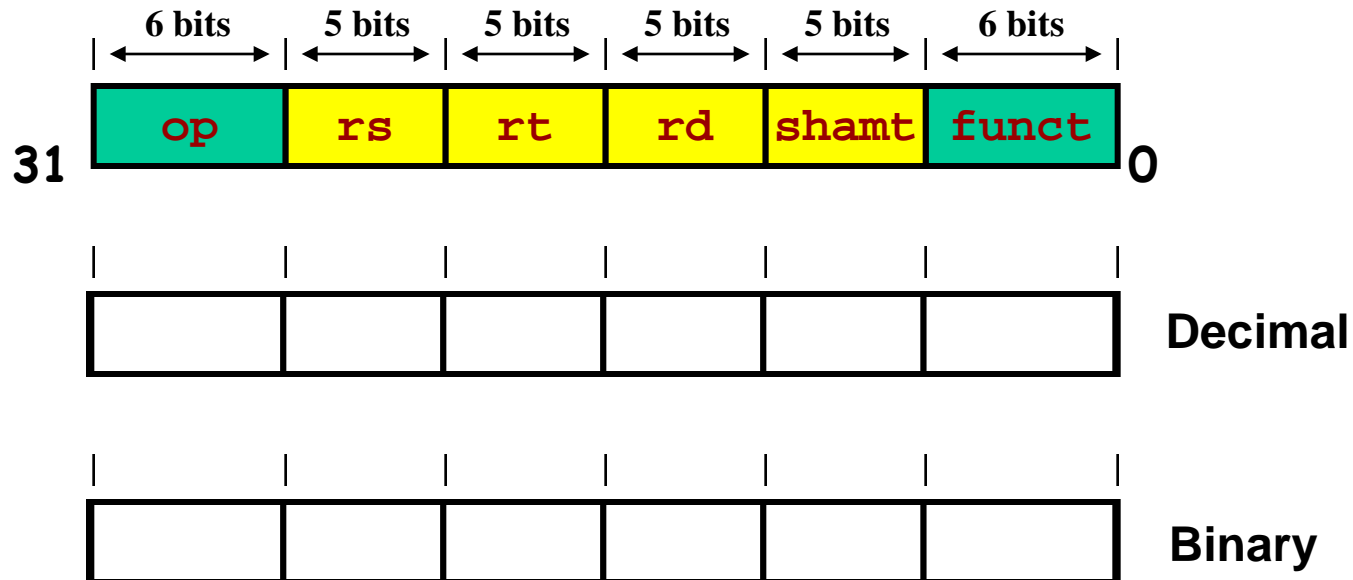 6 bits 5 bits 5 bits 5 bits 5 bits 6 bits
op rs rt rd shamt funct
31 0
Decimal
Binary